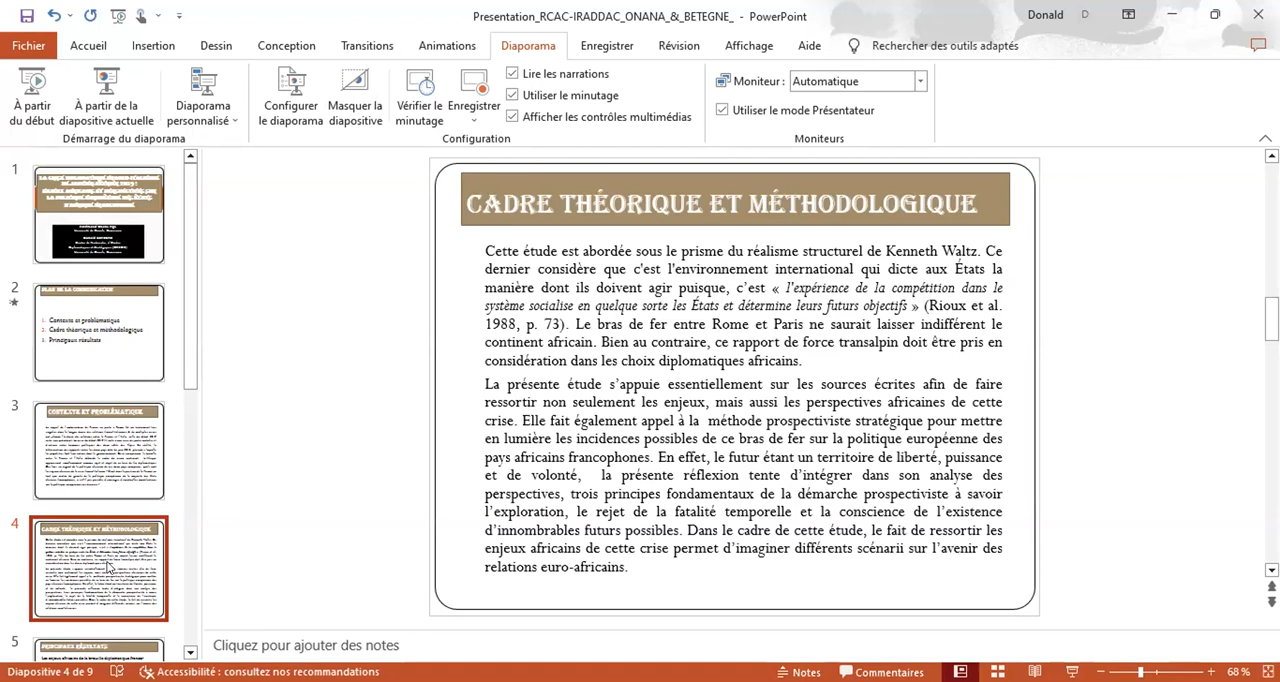 Presentation_RCAC-IRADDAC_ONANA_&_BETEGNE_ - PowerPoint
Donald D
Fichier Accueil Insertion Dessin Conception Transitions Animations Diaporama Enregistrer Révision Affichage Aide Rechercher des outils adaptés
À partir du début
À partir de la diapositive actuelle
Diaporama personnalisé
Configurer le diaporama
Masquer la diapositive
Vérifier le minutage
Enregistrer
Lire les narrations
Utiliser le minutage
Afficher les contrôles multimédias
Moniteur : Automatique
Utiliser le mode Présentateur
Démarrage du diaporama
Configuration
Moniteurs
1
2
1. Contexte et problématique
2. Cadre théorique et méthodologique
3. Principaux résultats
3
CONTEXTE ET PROBLÉMATIQUE
4
CADRE THÉORIQUE ET MÉTHODOLOGIQUE
5
PRINCIPAUX RÉSULTATS
CADRE THÉORIQUE ET MÉTHODOLOGIQUE
Cette étude est abordée sous le prisme du réalisme structurel de Kenneth Waltz. Ce
dernier considère que c'est l'environnement international qui dicte aux États la
manière dont ils doivent agir puisque, c’est « l’expérience de la compétition dans le
système socialise en quelque sorte les États et détermine leurs futurs objectifs » (Rioux et al.
1988, p. 73). Le bras de fer entre Rome et Paris ne saurait laisser indifférent le
continent africain. Bien au contraire, ce rapport de force transalpin doit être pris en
considération dans les choix diplomatiques africains.
La présente étude s’appuie essentiellement sur les sources écrites afin de faire
ressortir non seulement les enjeux, mais aussi les perspectives africaines de cette
crise. Elle fait également appel à la méthode prospectiviste stratégique pour mettre
en lumière les incidences possibles de ce bras de fer sur la politique européenne des
pays africains francophones. En effet, le futur étant un territoire de liberté, puissance
et de volonté, la présente réflexion tente d’intégrer dans son analyse des
perspectives, trois principes fondamentaux de la démarche prospectiviste à savoir
l’exploration, le rejet de la fatalité temporelle et la conscience de l’existence
d’innombrables futurs possibles. Dans le cadre de cette étude, le fait de ressortir les
enjeux africains de cette crise permet d’imaginer différents scénarii sur l’avenir des
relations euro-africains.
Cliquez pour ajouter des notes
Diapositive 4 de 9 Accessibilité : consultez nos recommandations Notes Commentaires 68 %